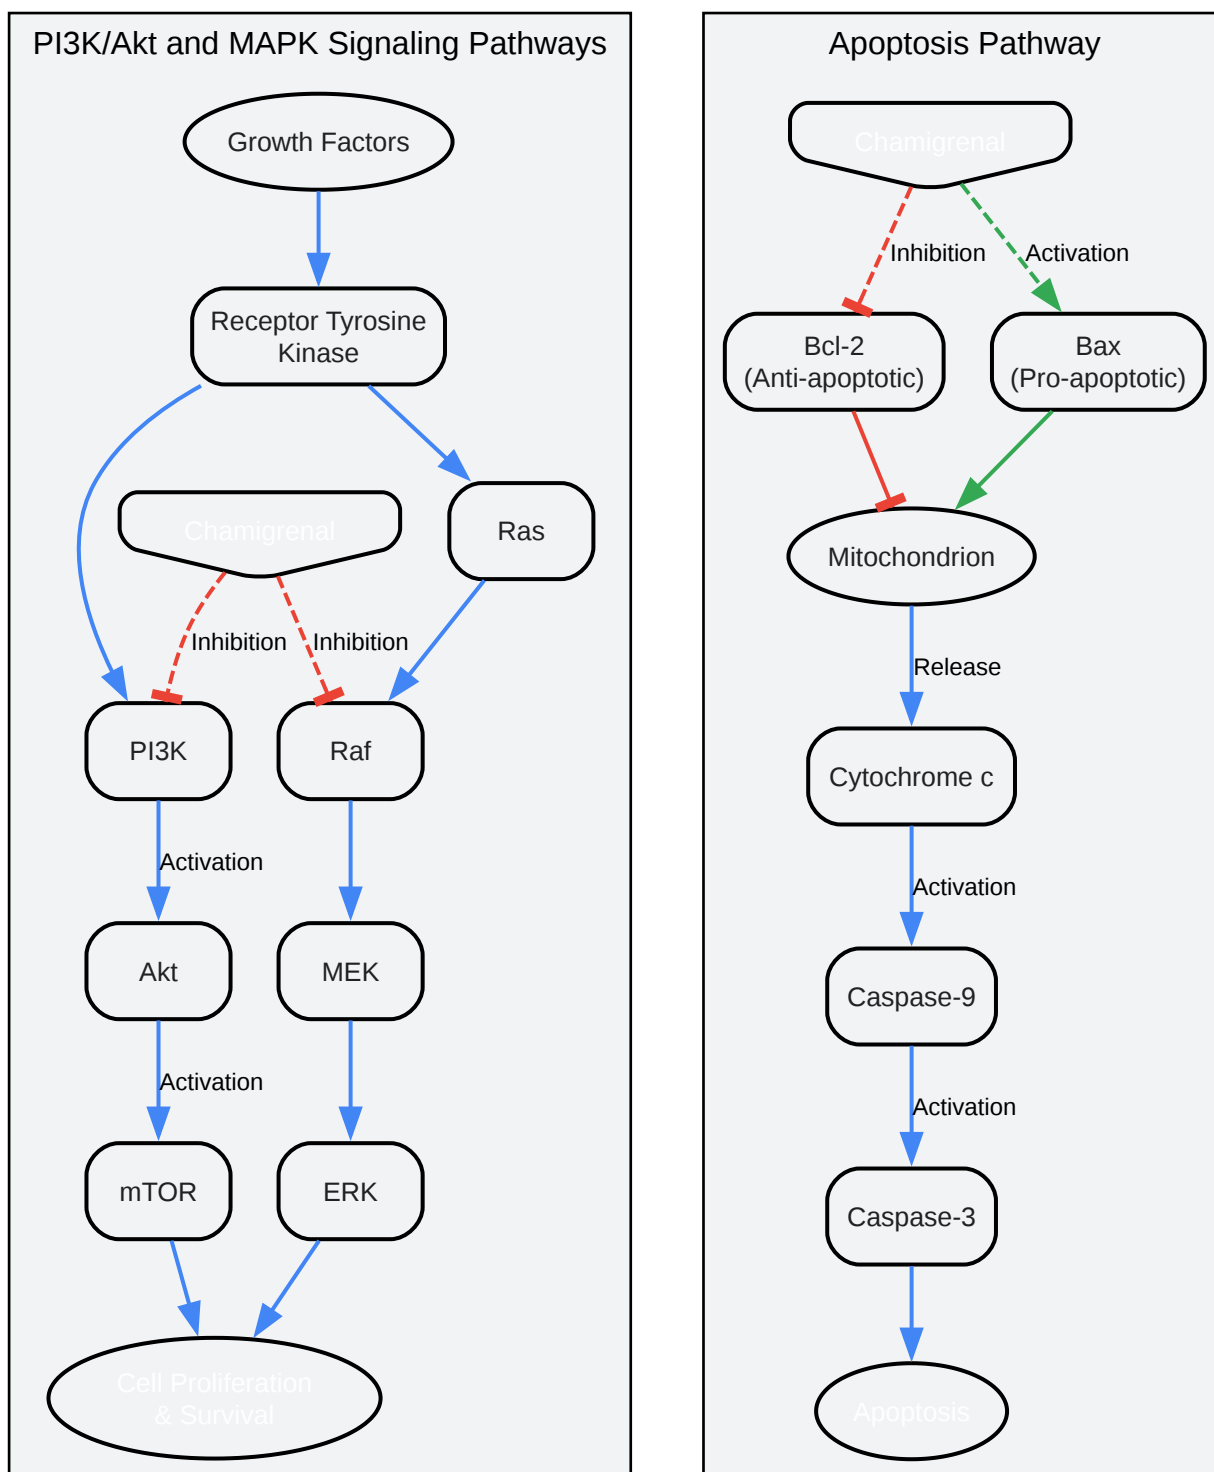 PI3K/Akt and MAPK Signaling Pathways
Growth Factors
Receptor Tyrosine
Kinase
Chamigrenal
Ras
Inhibition
Inhibition
PI3K
Raf
Activation
Akt
MEK
Activation
mTOR
ERK
Cell Proliferation
& Survival
Apoptosis Pathway
Chamigrenal
Inhibition
Activation
Bcl-2
(Anti-apoptotic)
Bax
(Pro-apoptotic)
Mitochondrion
Release
Cytochrome c
Activation
Caspase-9
Activation
Caspase-3
Apoptosis